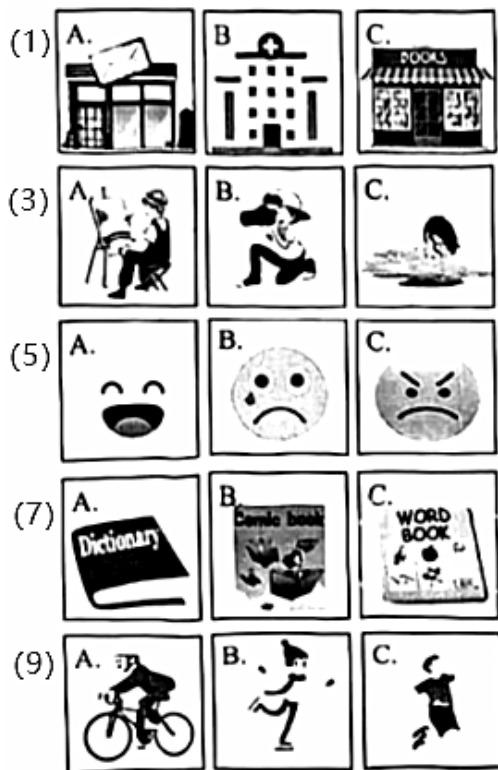 (1) A. B C.
BOOKS
(3) A. B. C.
(5) A. B. C.
(7) A. B. C.
Dictionary
Comic book
WORD
BOOK
(9) A. B. C.